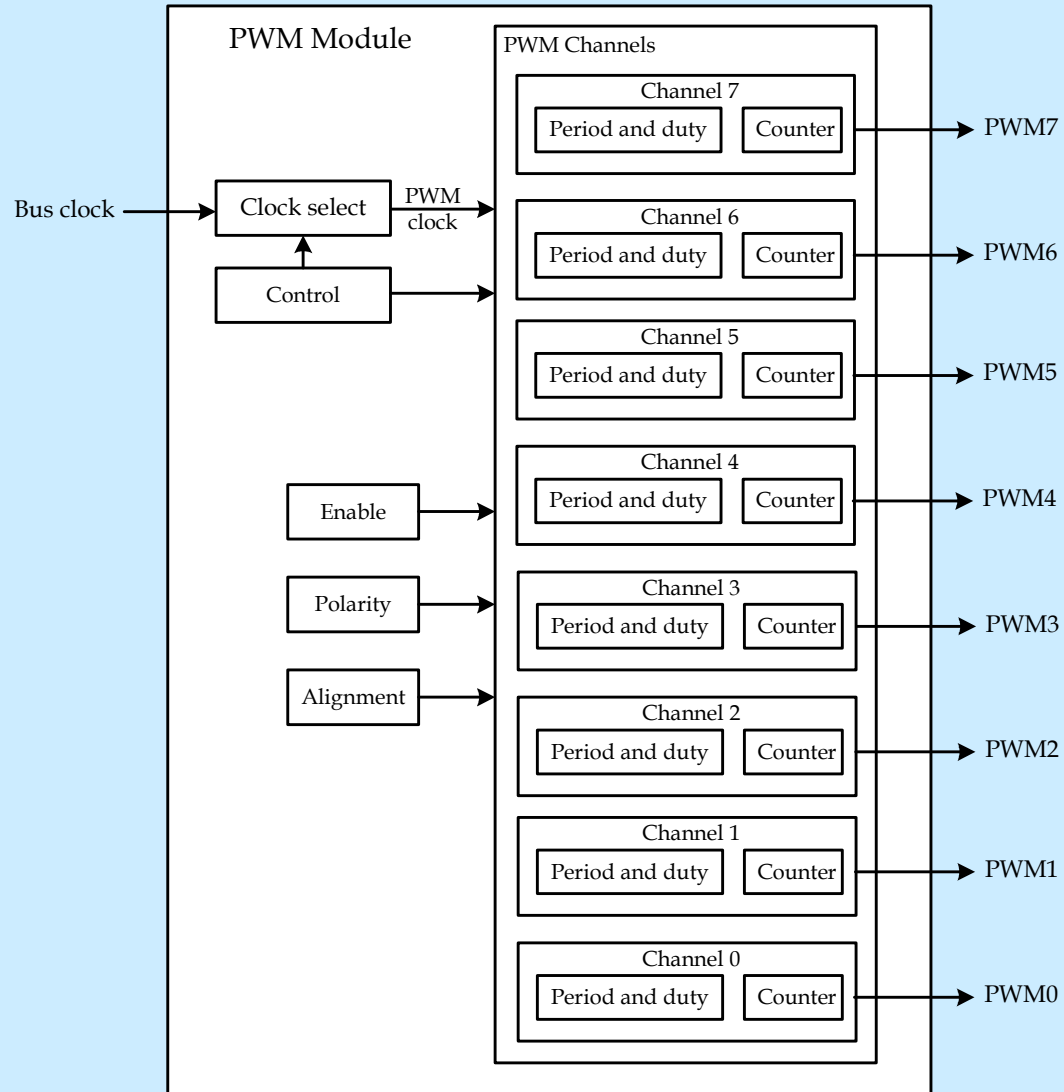 PWM Module
PWM Channels
Channel 7
Period and duty
Counter
PWM7
Bus clock
Clock select
PWM
clock
Channel 6
Period and duty
Counter
PWM6
Control
Channel 5
Period and duty
Counter
PWM5
Channel 4
Period and duty
Counter
PWM4
Enable
Channel 3
Period and duty
Counter
PWM3
Polarity
Alignment
Channel 2
Period and duty
Counter
PWM2
Channel 1
Period and duty
Counter
PWM1
Channel 0
Period and duty
Counter
PWM0